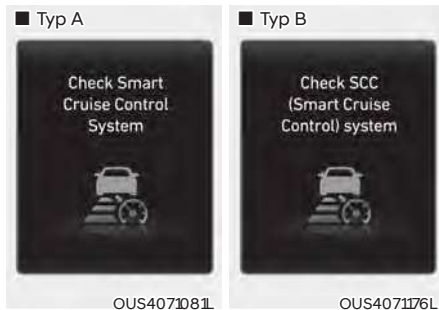 ■ Typ A
Check Smart
Cruise Control
System
OUS4071081L
■ Typ B
Check SCC
(Smart Cruise
Control) system
OUS4071176L